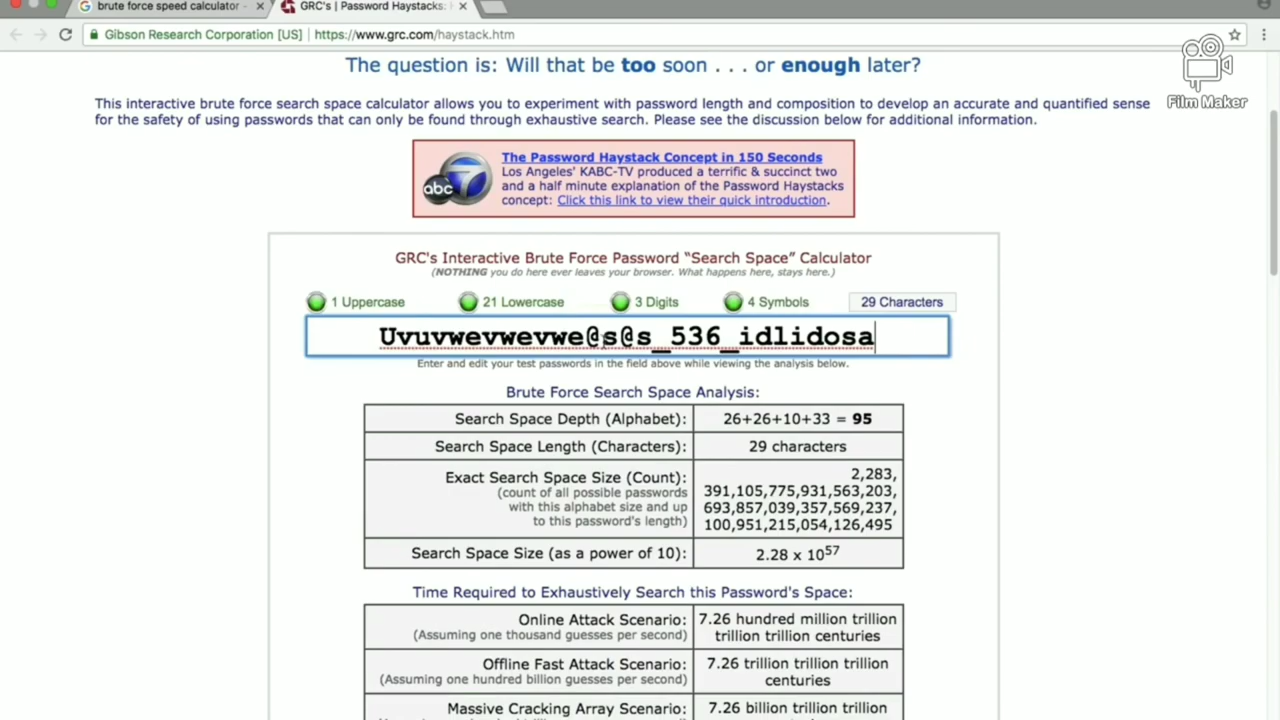 brute force speed calculator - × GRC's | Password Haystacks: ×
Gibson Research Corporation [US] | https://www.grc.com/haystack.htm
Film Maker
The question is: Will that be too soon . . . or enough later?
This interactive brute force search space calculator allows you to experiment with password length and composition to develop an accurate and quantified sense
for the safety of using passwords that can only be found through exhaustive search. Please see the discussion below for additional information.
abc 7
The Password Haystack Concept in 150 Seconds
Los Angeles' KABC-TV produced a terrific & succinct two
and a half minute explanation of the Password Haystacks
concept: Click this link to view their quick introduction.
GRC's Interactive Brute Force Password “Search Space” Calculator
(NOTHING you do here ever leaves your browser. What happens here, stays here.)
1 Uppercase 21 Lowercase 3 Digits 4 Symbols 29 Characters
Uvuvwevwevwe@s@s_536_idlidosa
Enter and edit your test passwords in the field above while viewing the analysis below.
Brute Force Search Space Analysis:
Search Space Depth (Alphabet): 26+26+10+33 = 95
Search Space Length (Characters): 29 characters
Exact Search Space Size (Count):
(count of all possible passwords
with this alphabet size and up
to this password's length)
2,283,
391,105,775,931,563,203,
693,857,039,357,569,237,
100,951,215,054,126,495
Search Space Size (as a power of 10): 2.28 x 10⁵⁷
Time Required to Exhaustively Search this Password's Space:
Online Attack Scenario:
(Assuming one thousand guesses per second)
7.26 hundred million trillion
trillion trillion centuries
Offline Fast Attack Scenario:
(Assuming one hundred billion guesses per second)
7.26 trillion trillion trillion
centuries
Massive Cracking Array Scenario: 7.26 billion trillion trillion